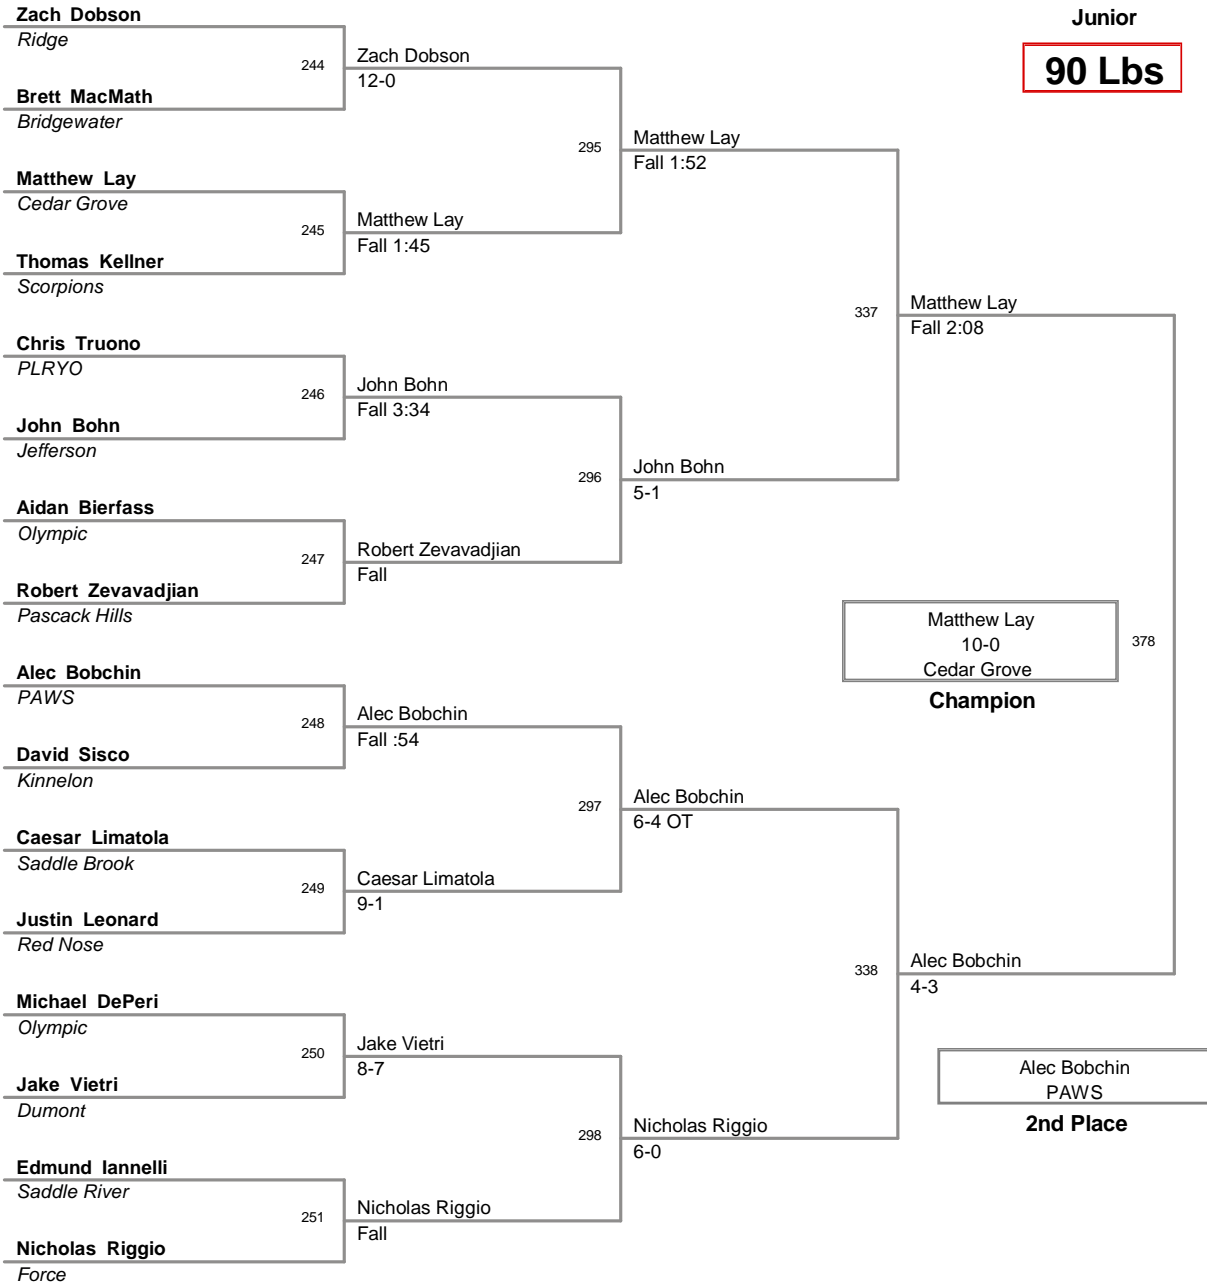 Zach Dobson
Ridge
244
Zach Dobson
12-0
Brett MacMath
Bridgewater
295
Matthew Lay
Fall 1:52
Matthew Lay
Cedar Grove
245
Matthew Lay
Fall 1:45
Thomas Kellner
Scorpions
337
Matthew Lay
Fall 2:08
Chris Truono
PLRYO
246
John Bohn
Fall 3:34
John Bohn
Jefferson
296
John Bohn
5-1
Aidan Bierfass
Olympic
247
Robert Zevavadjian
Fall
Robert Zevavadjian
Pascack Hills
Matthew Lay
10-0
Cedar Grove
378
Champion
Alec Bobchin
PAWS
248
Alec Bobchin
Fall :54
David Sisco
Kinnelon
297
Alec Bobchin
6-4 OT
Caesar Limatola
Saddle Brook
249
Caesar Limatola
9-1
Justin Leonard
Red Nose
338
Alec Bobchin
4-3
Michael DePeri
Olympic
250
Jake Vietri
8-7
Jake Vietri
Dumont
298
Nicholas Riggio
6-0
Edmund Iannelli
Saddle River
251
Nicholas Riggio
Fall
Nicholas Riggio
Force
Alec Bobchin
PAWS
2nd Place
Junior
90 Lbs